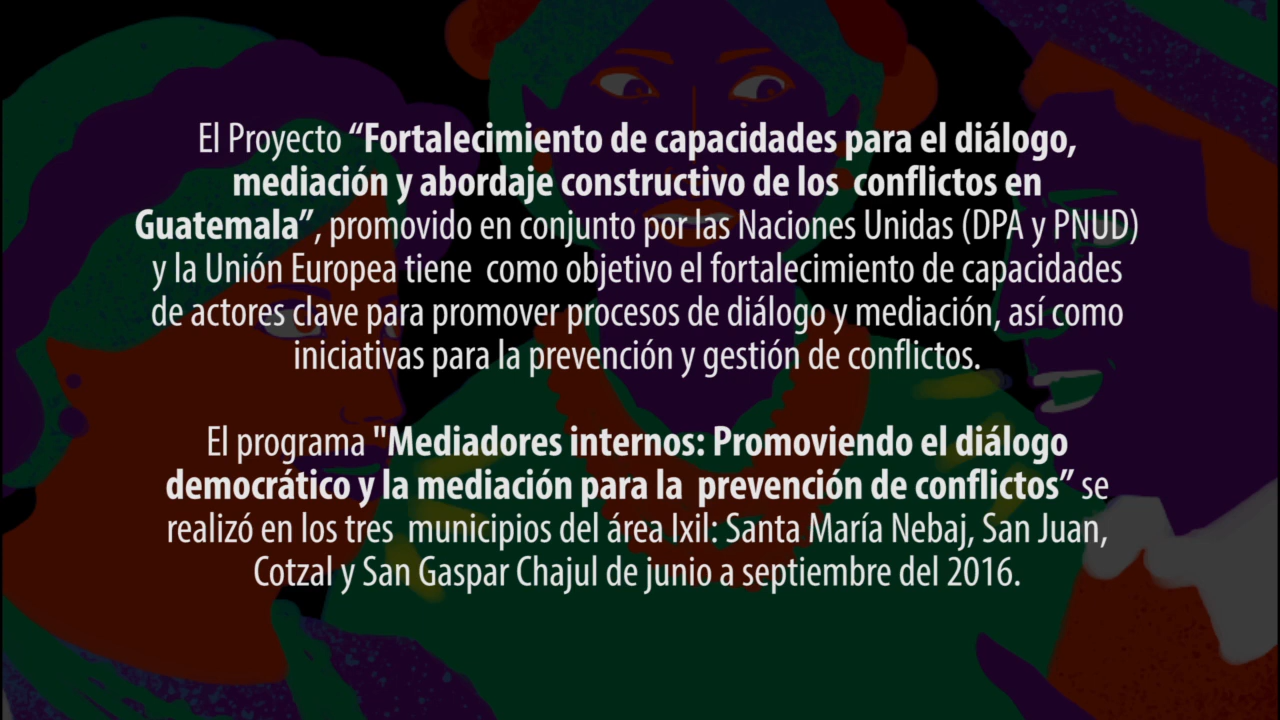 El Proyecto “Fortalecimiento de capacidades para el diálogo,
mediación y abordaje constructivo de los conflictos en
Guatemala”, promovido en conjunto por las Naciones Unidas (DPA y PNUD)
y la Unión Europea tiene como objetivo el fortalecimiento de capacidades
de actores clave para promover procesos de diálogo y mediación, así como
iniciativas para la prevención y gestión de conflictos.
El programa "Mediadores internos: Promoviendo el diálogo
democrático y la mediación para la prevención de conflictos” se
realizó en los tres municipios del área Ixil: Santa María Nebaj, San Juan,
Cotzal y San Gaspar Chajul de junio a septiembre del 2016.